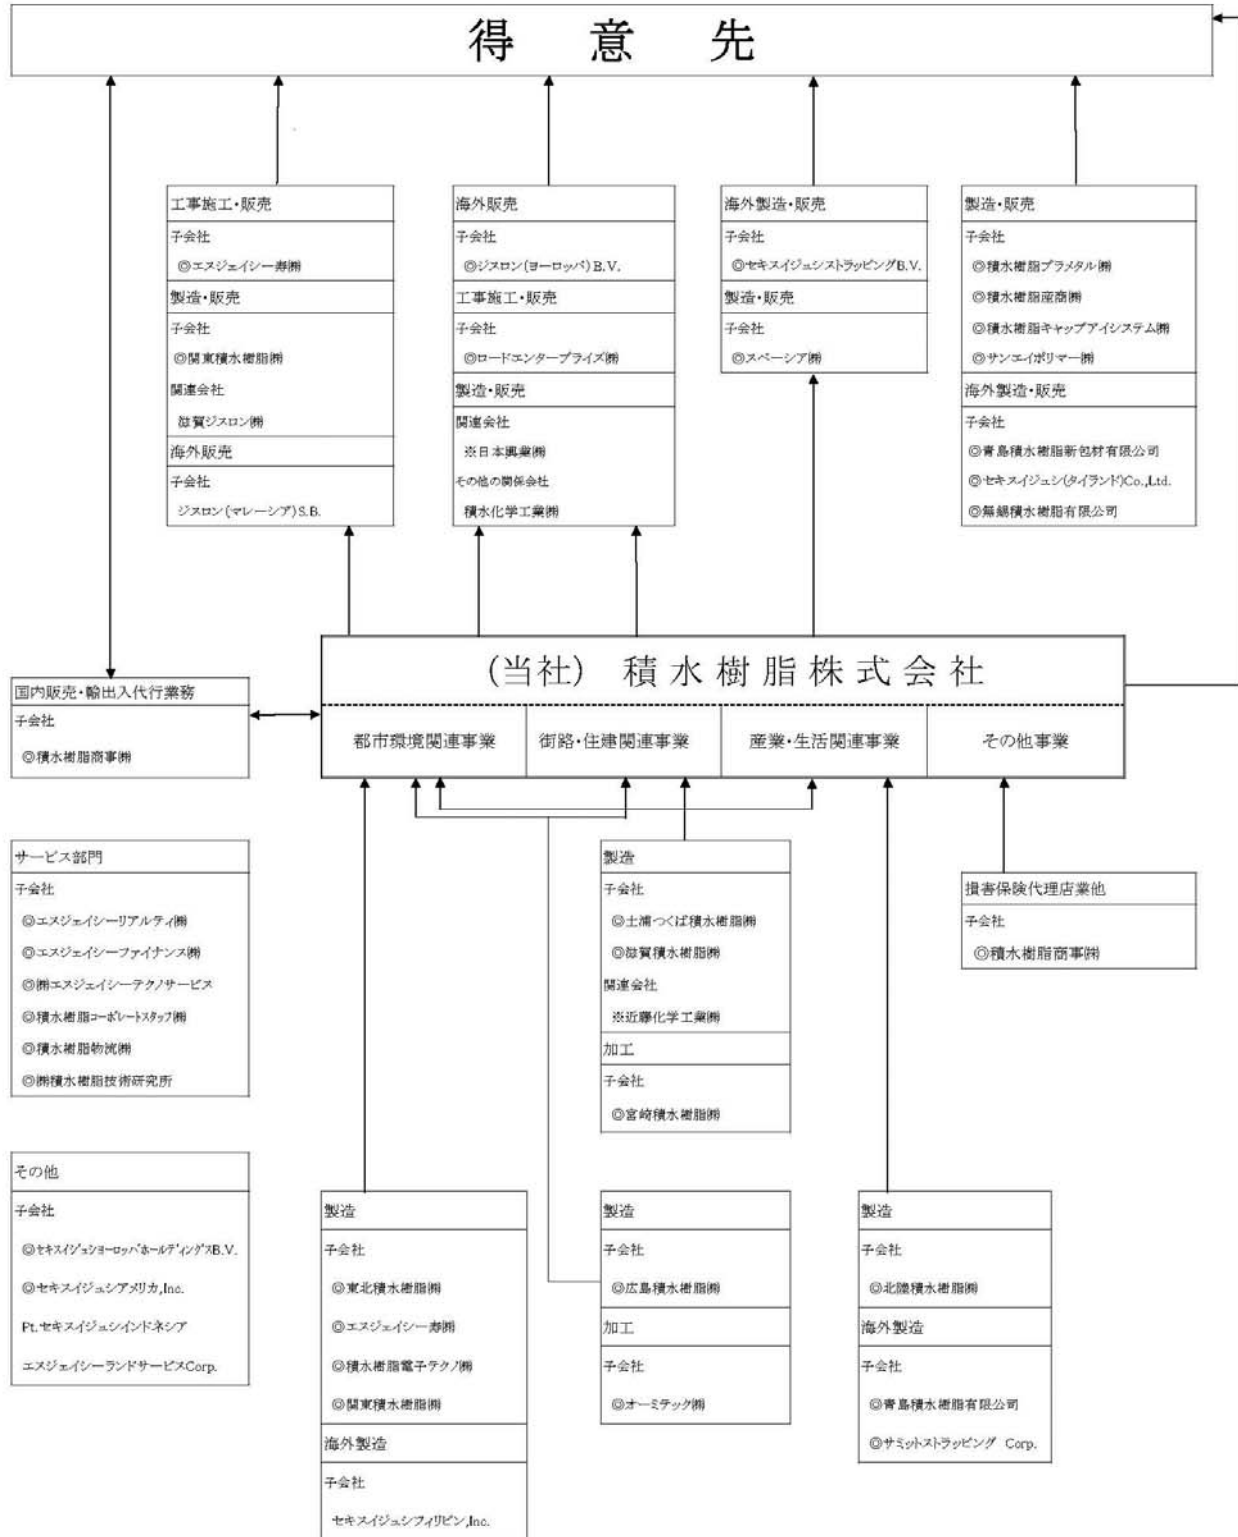 得意先
工事施工・販売
子会社
◎エスジェイシー寿㈱
製造・販売
子会社
◎関東積水樹脂㈱
関連会社
滋賀ジスロン㈱
海外販売
子会社
ジスロン(マレーシア)S.B.
海外販売
子会社
◎ジスロン(ヨーロッパ)B.V.
工事施工・販売
子会社
◎ロードエンタープライズ㈱
製造・販売
関連会社
※日本興業㈱
その他の関係会社
積水化学工業㈱
海外製造・販売
子会社
◎セキスイジュシストラッピングB.V.
製造・販売
子会社
◎スペーシア㈱
製造・販売
子会社
◎積水樹脂プラメタル㈱
◎積水樹脂産商㈱
◎積水樹脂キャップアイシステム㈱
◎サンエイポリマー㈱
海外製造・販売
子会社
◎青島積水樹脂新包材有限公司
◎セキスイジュシ(タイランド)Co.,Ltd.
◎無錫積水樹脂有限公司
(当社) 積水樹脂株式会社
都市環境関連事業
街路・住建関連事業
産業・生活関連事業
その他事業
国内販売・輸出入代行業務
子会社
◎積水樹脂商事㈱
サービス部門
子会社
◎エスジェイシーリアルティ㈱
◎エスジェイシーファイナンス㈱
◎㈱エスジェイシーテクノサービス
◎積水樹脂コーポレートスタッフ㈱
◎積水樹脂物流㈱
◎㈱積水樹脂技術研究所
製造
子会社
◎土浦つくば積水樹脂㈱
◎滋賀積水樹脂㈱
関連会社
※近藤化学工業㈱
加工
子会社
◎宮崎積水樹脂㈱
損害保険代理店業他
子会社
◎積水樹脂商事㈱
その他
子会社
◎セキスイジュシヨーロッパホールディングスB.V.
◎セキスイジュシアメリカ,Inc.
Pt.セキスイジュシインドネシア
エスジェイシーランドサービスCorp.
製造
子会社
◎東北積水樹脂㈱
◎エスジェイシー寿㈱
◎積水樹脂電子テクノ㈱
◎関東積水樹脂㈱
海外製造
子会社
セキスイジュシフィリピン,Inc.
製造
子会社
◎広島積水樹脂㈱
加工
子会社
◎オーミテック㈱
製造
子会社
◎北陸積水樹脂㈱
海外製造
子会社
◎青島積水樹脂有限公司
◎サミットストラッピング Corp.